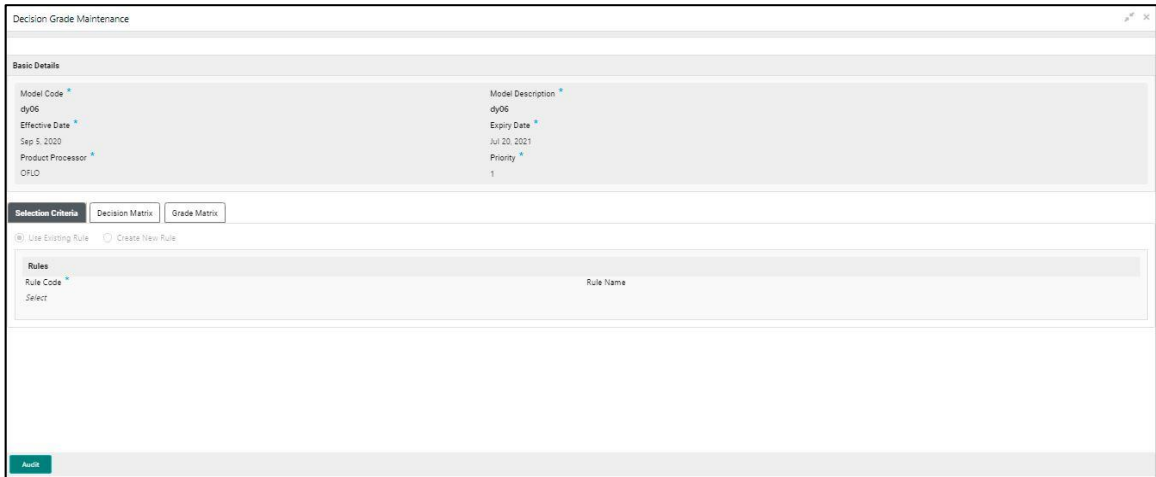 Decision Grade Maintenance
Basic Details
Model Code *
Model Description *
dy06
dy06
Effective Date *
Expiry Date *
Sep 5, 2020
Jul 20, 2021
Product Processor *
Priority *
OFLO
1
Selection Criteria
Decision Matrix
Grade Matrix
Use Existing Rule
Create New Rule
Rules
Rule Code *
Rule Name
Select
Audit